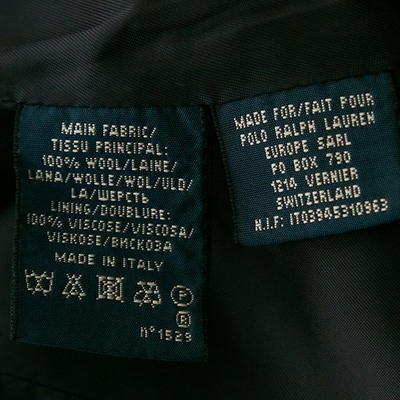 MAIN FABRIC/
TISSU PRINCIPAL:
100% WOOL/LAINE/
LANA/WOLLE/WOL/ULD/
LA/ШЕРСТЬ
LINING/DOUBLURE:
100% VISCOSE/VISCOSA/
VISKOSE/ВИСКОЗА
MADE IN ITALY
P
R
n°1529
MADE FOR/FAIT POUR
POLO RALPH LAUREN
EUROPE SARL
PO BOX 790
1214 VERNIER
SWITZERLAND
N.I.F: IT03945310963